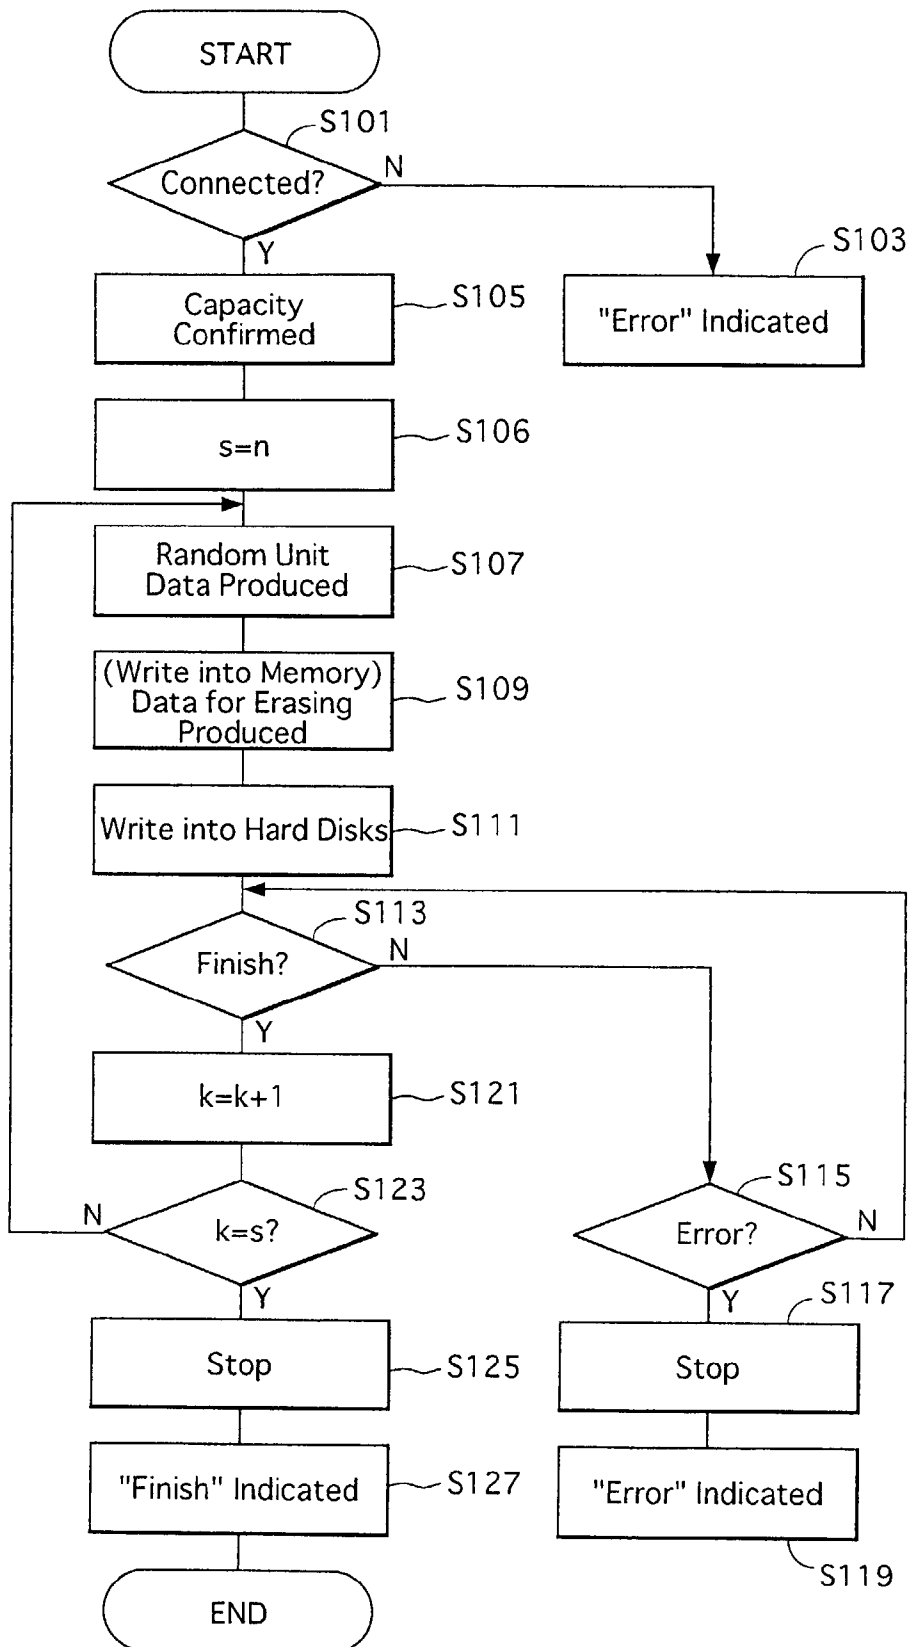 START
S101
Connected?
N
Y
S103
"Error" Indicated
S105
Capacity
Confirmed
S106
s=n
S107
Random Unit
Data Produced
S109
(Write into Memory)
Data for Erasing
Produced
S111
Write into Hard Disks
S113
Finish?
N
Y
S121
k=k+1
S123
k=s?
N
Y
S115
Error?
N
Y
S117
Stop
S125
Stop
S127
"Finish" Indicated
"Error" Indicated
S119
END